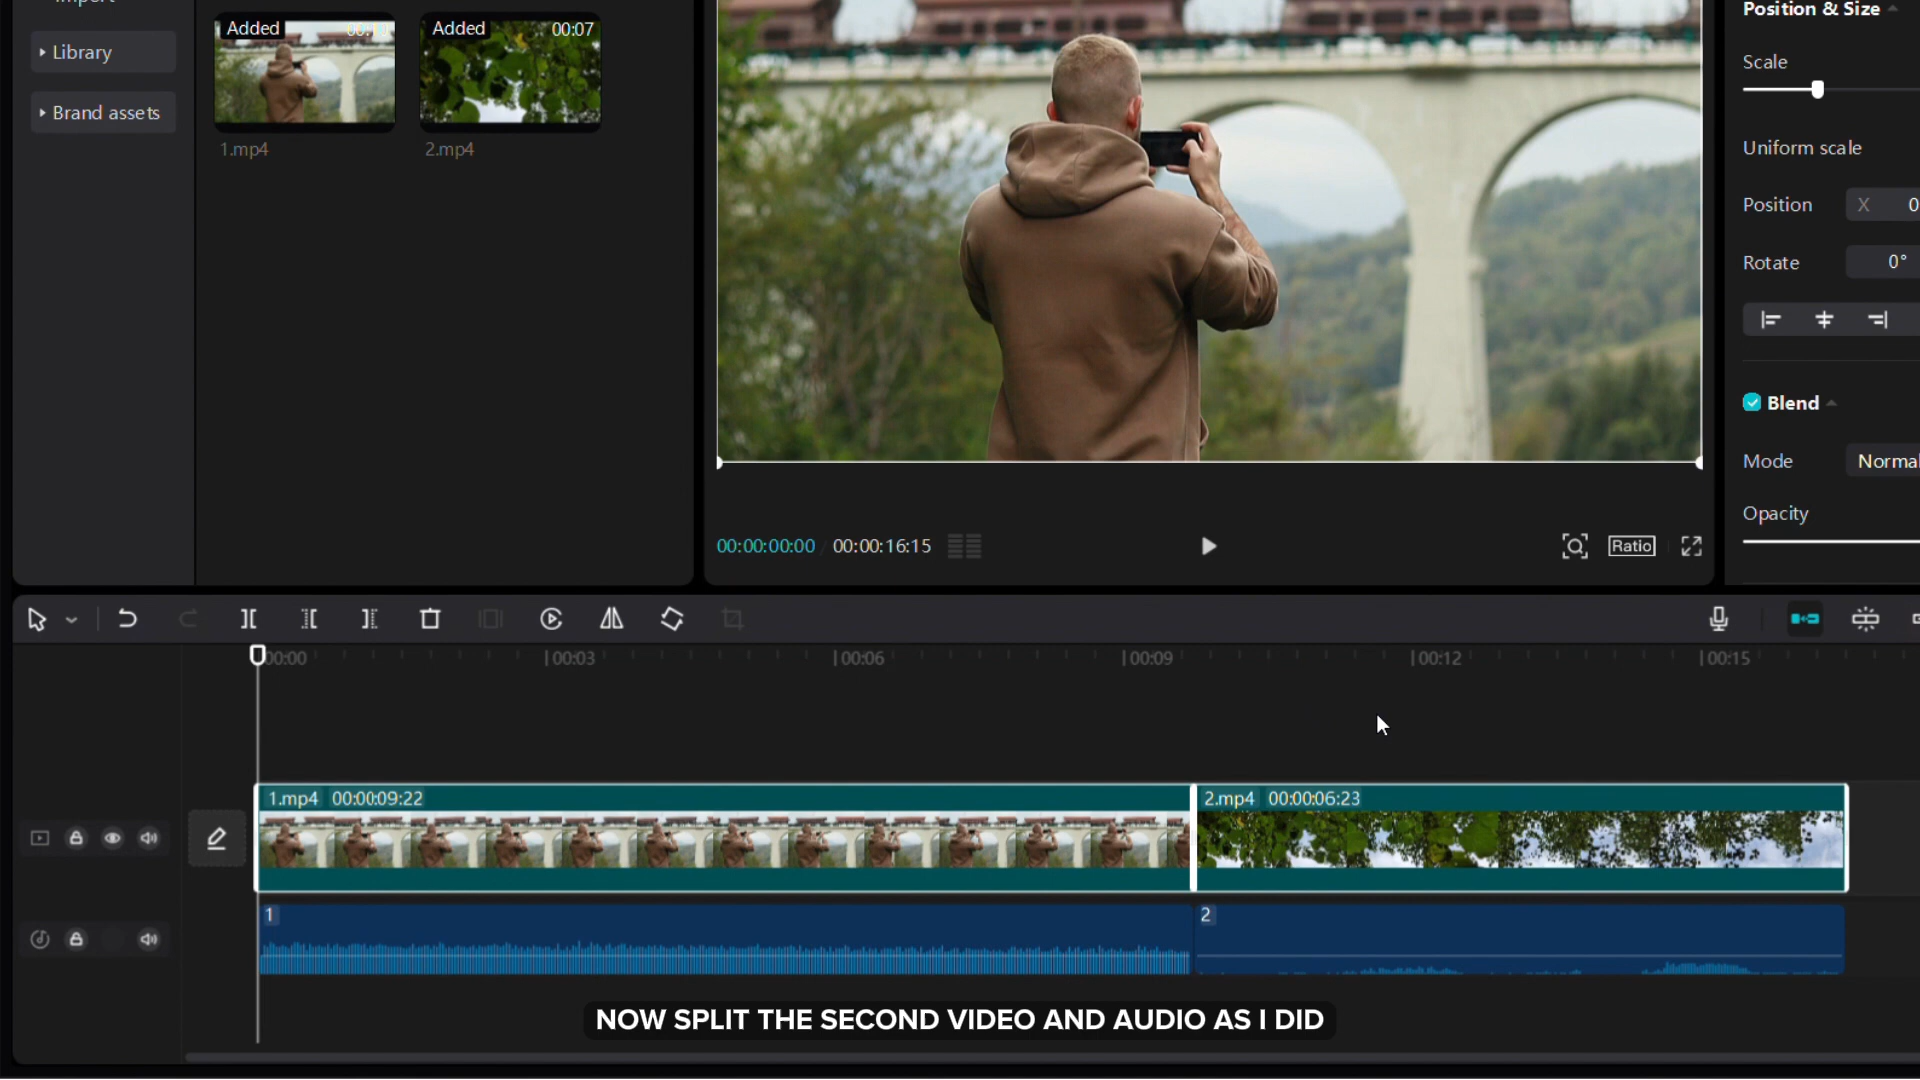 Library
Brand assets
Added
Added 00:07
1.mp4
2.mp4
Position & Size
Scale
Uniform scale
Position X 0
Rotate 0°
Blend
Mode Normal
Opacity
00:00:00:00 00:00:16:15
Ratio
00:00 00:03 00:06 00:09 00:12 00:15
1.mp4 00:00:09:22
2.mp4 00:00:06:23
1
2
NOW SPLIT THE SECOND VIDEO AND AUDIO AS I DID